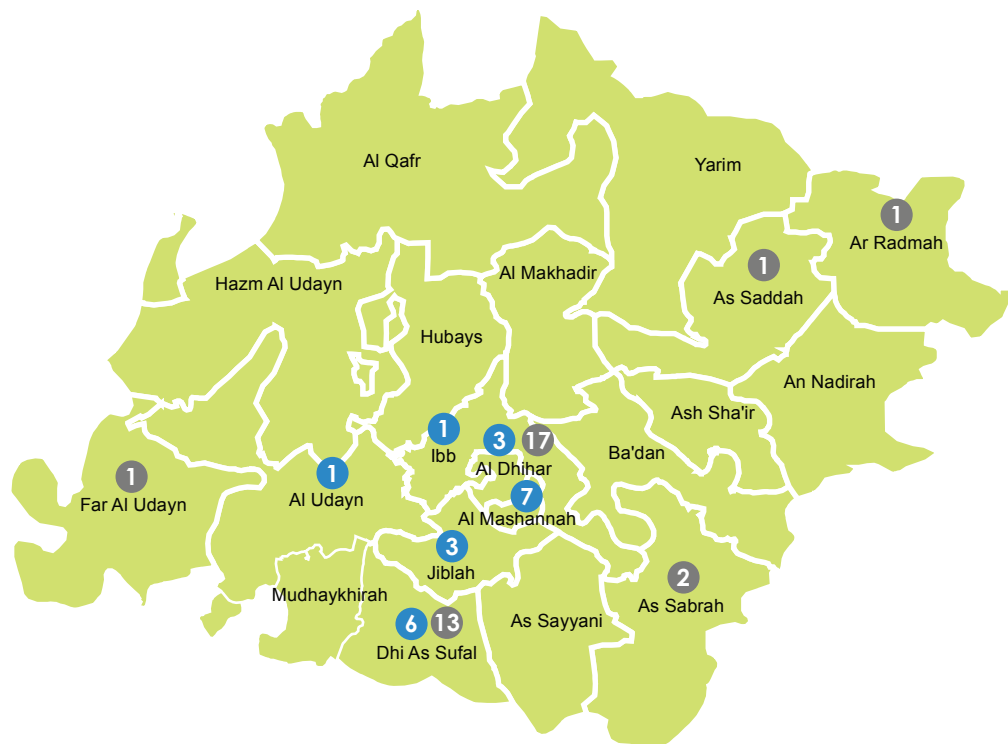 Al Qafr
Yarim
1
Ar Radmah
1
As Saddah
Al Makhadir
Hazm Al Udayn
Hubays
An Nadirah
Ash Sha'ir
Ba'dan
1
Ibb
3 17
Al Dhihar
1
Far Al Udayn
1
Al Udayn
7
Al Mashannah
3
Jiblah
2
As Sabrah
Mudhaykhirah
As Sayyani
6 13
Dhi As Sufal